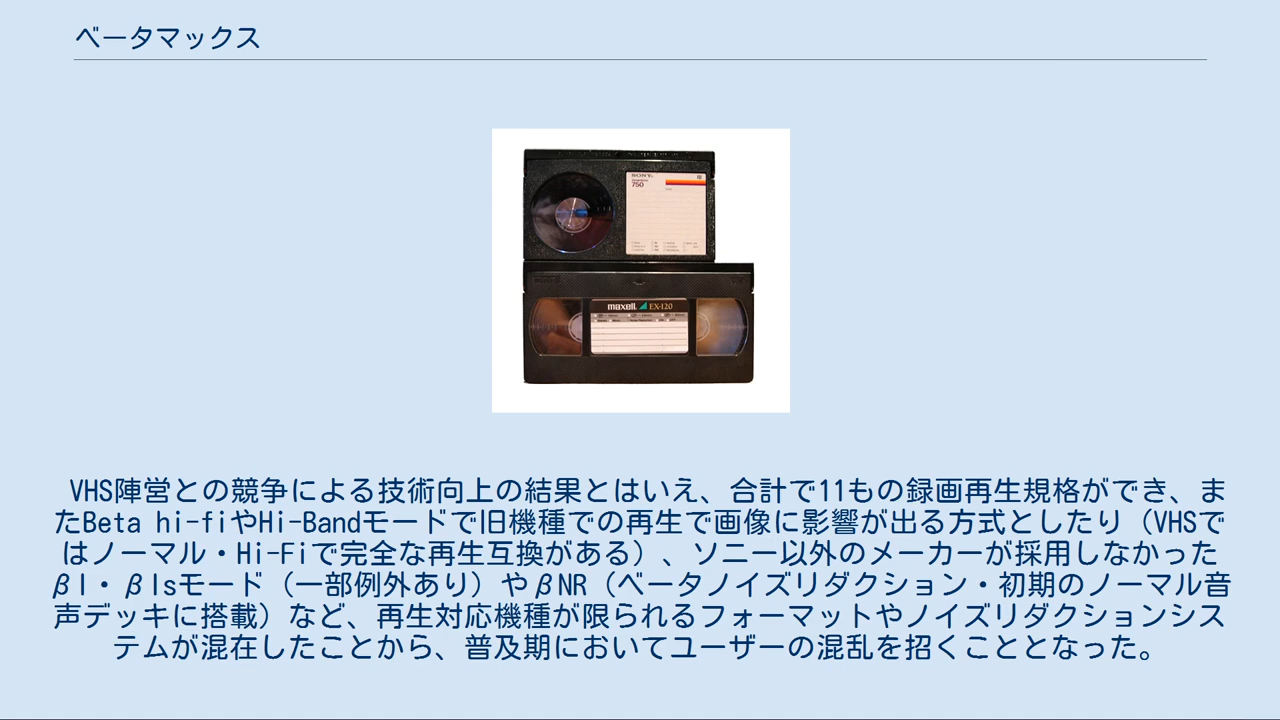 ベータマックス
SONY
750
maxell EX-120
VHS陣営との競争による技術向上の結果とはいえ、合計で11もの録画再生規格ができ、ま
たBeta hi-fiやHi-Bandモードで旧機種での再生で画像に影響が出る方式としたり（VHSで
はノーマル・Hi-Fiで完全な再生互換がある）、ソニー以外のメーカーが採用しなかった
βI・βIsモード（一部例外あり）やβNR（ベータノイズリダクション・初期のノーマル音
声デッキに搭載）など、再生対応機種が限られるフォーマットやノイズリダクションシス
テムが混在したことから、普及期においてユーザーの混乱を招くこととなった。